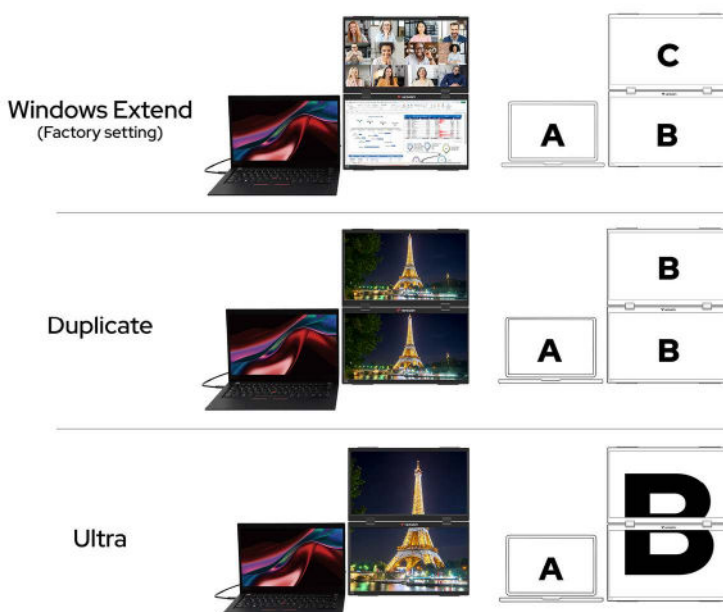 Windows Extend
(Factory setting)
C
A
B
Duplicate
B
A
B
Ultra
B
A